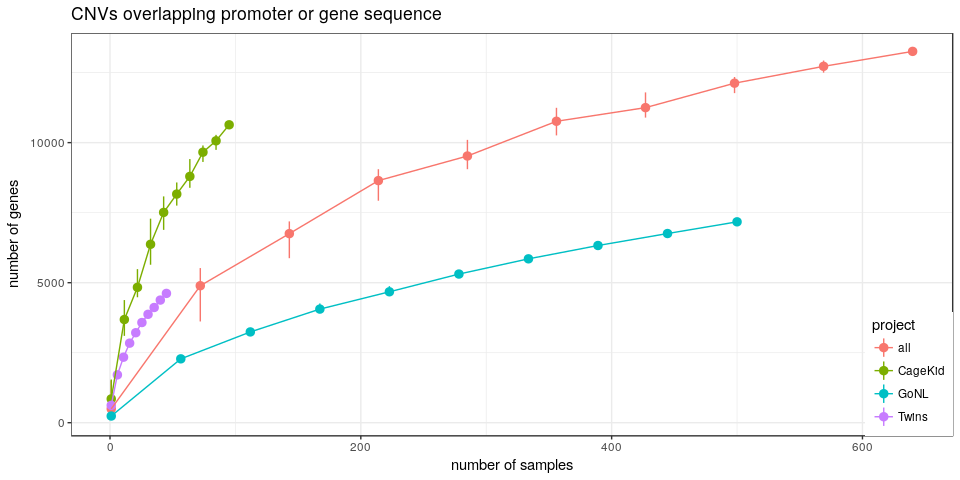 CNVs overlapping promoter or gene sequence
number of genes
10000
5000
0
0
200
400
600
number of samples
project
all
CageKid
GoNL
Twins